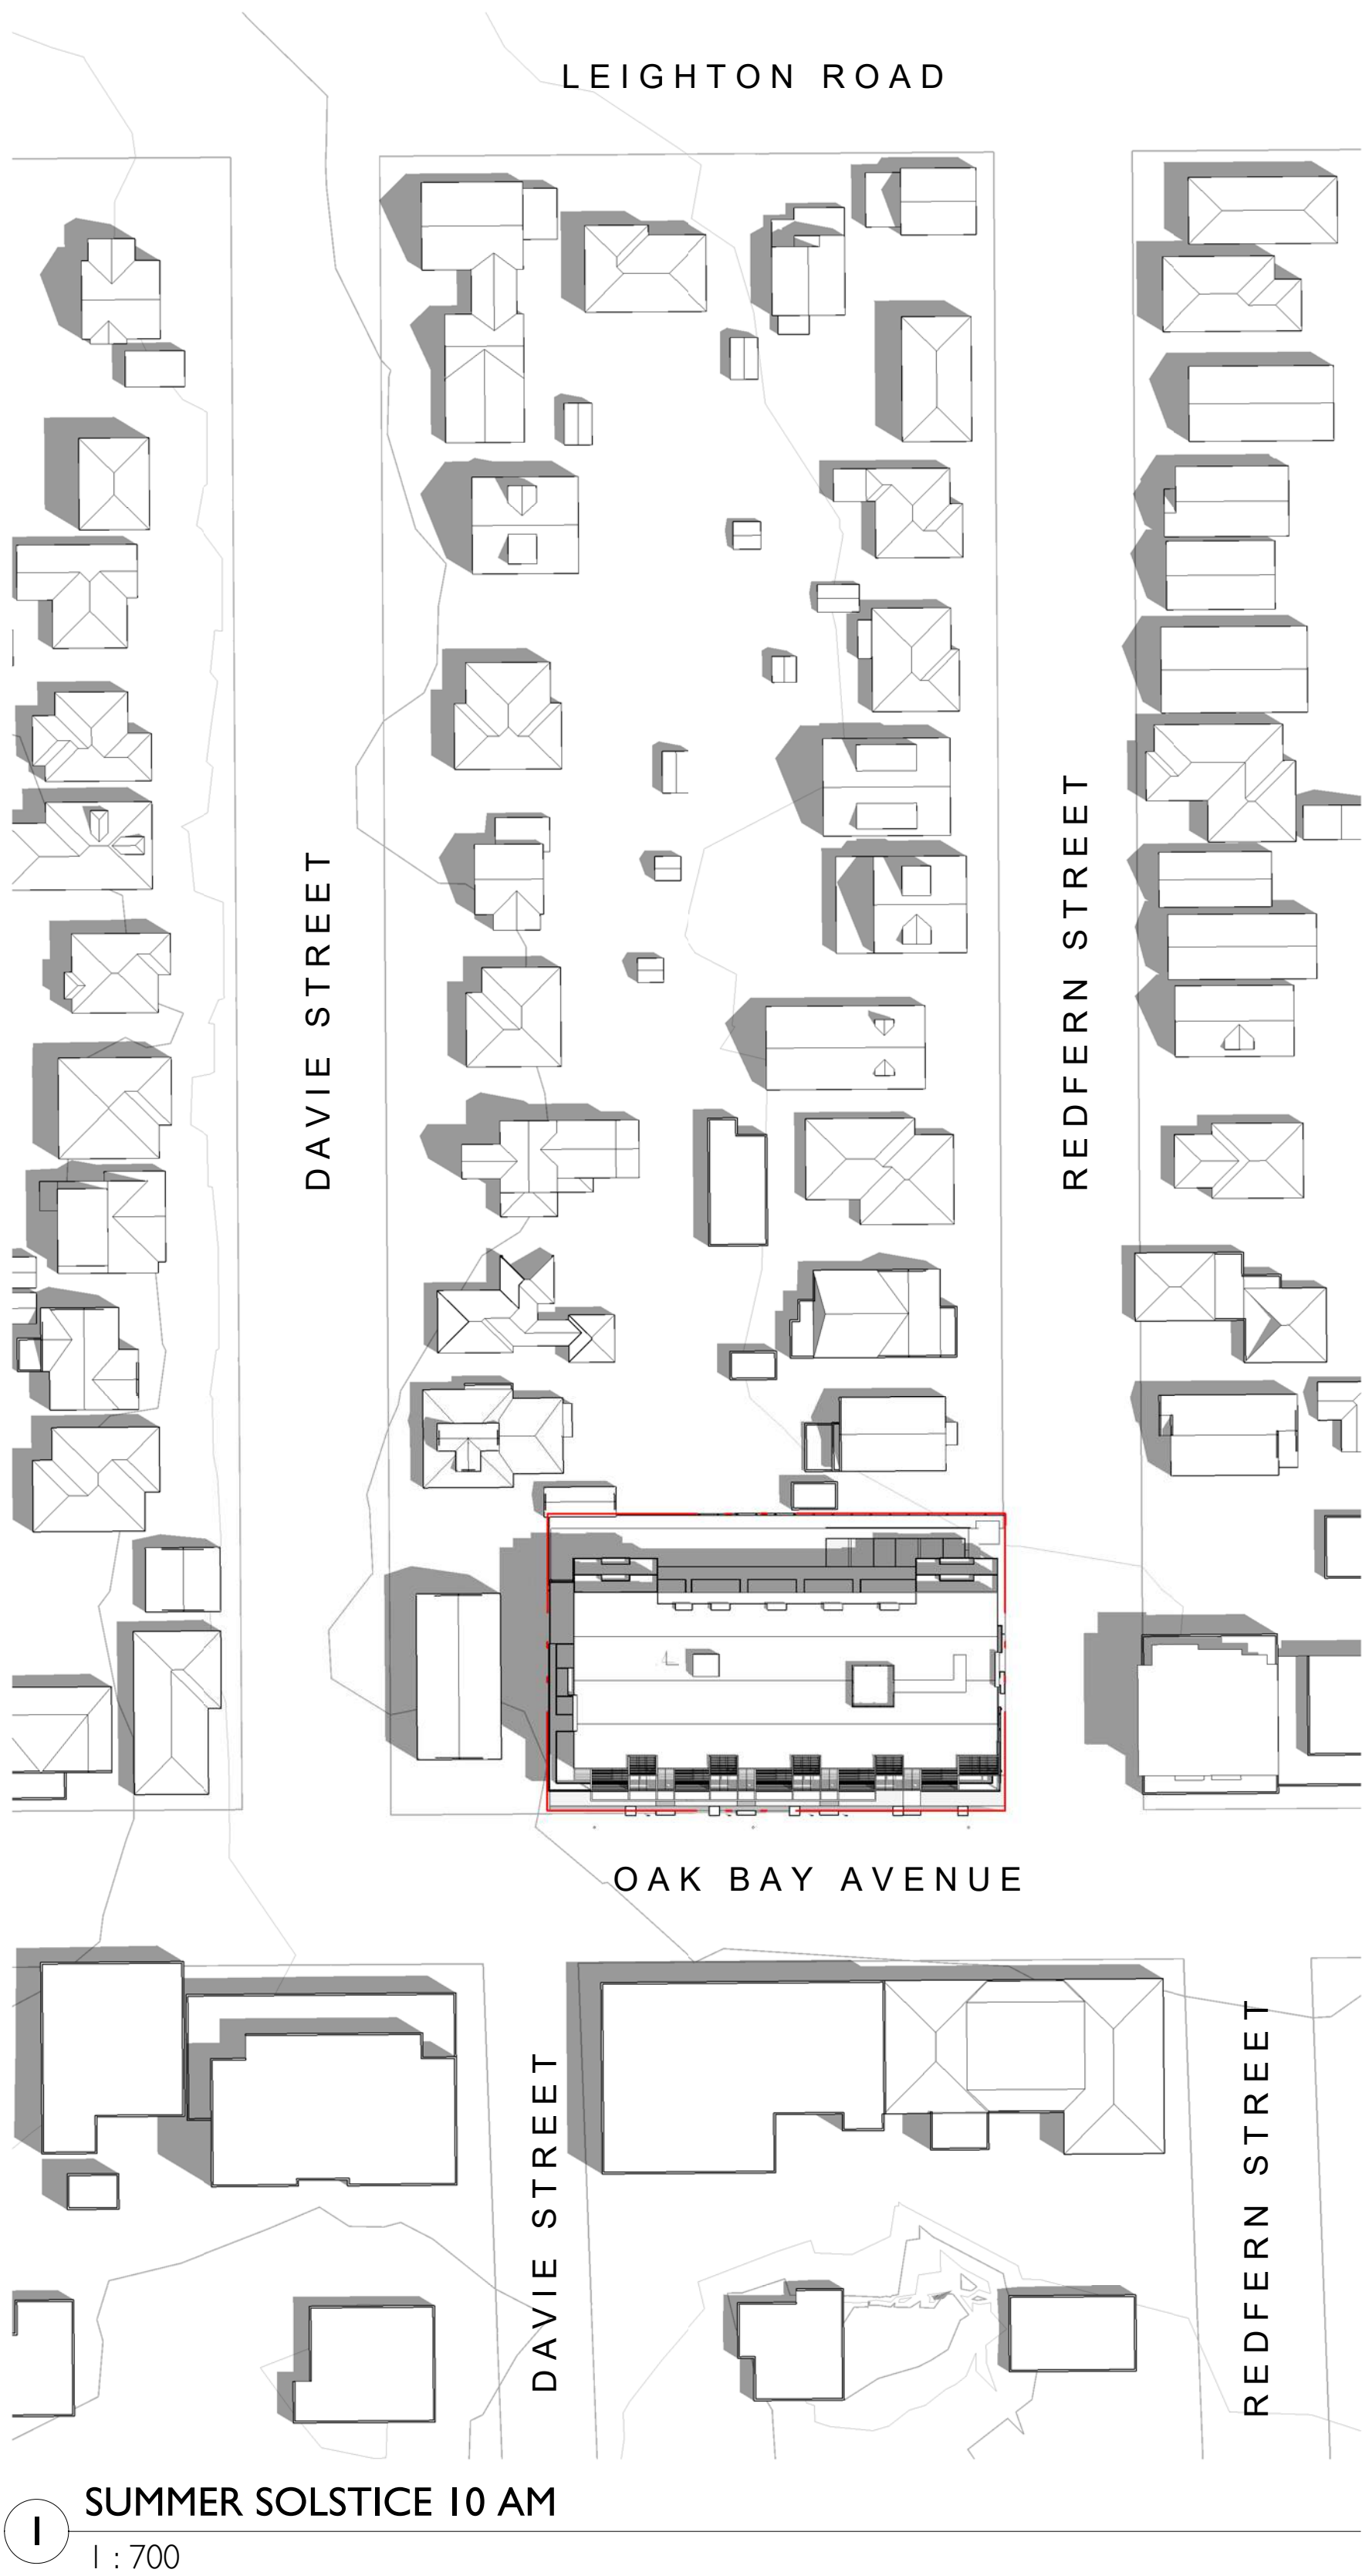 LEIGHTON ROAD
DAVIE STREET
REDFERN STREET
OAK BAY AVENUE
DAVIE STREET
REDFERN STREET
1
SUMMER SOLSTICE 10 AM
1 : 700